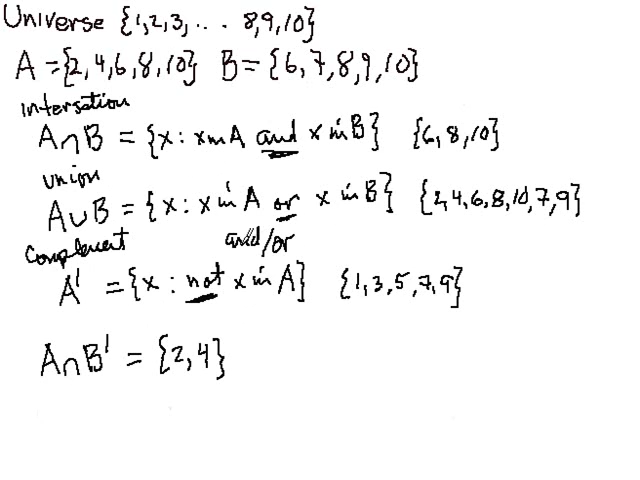 Universe {1,2,3, ... 8,9,10}
A = {2,4,6,8,10} B = {6,7,8,9,10}
intersation
A∩B = {x : x in A and x in B} {6,8,10}
union
A∪B = {x : x in A or x in B} {2,4,6,8,10,7,9}
and/or
Complement
A' = {x : not x in A} {1,3,5,7,9}
A∩B' = {2,4}